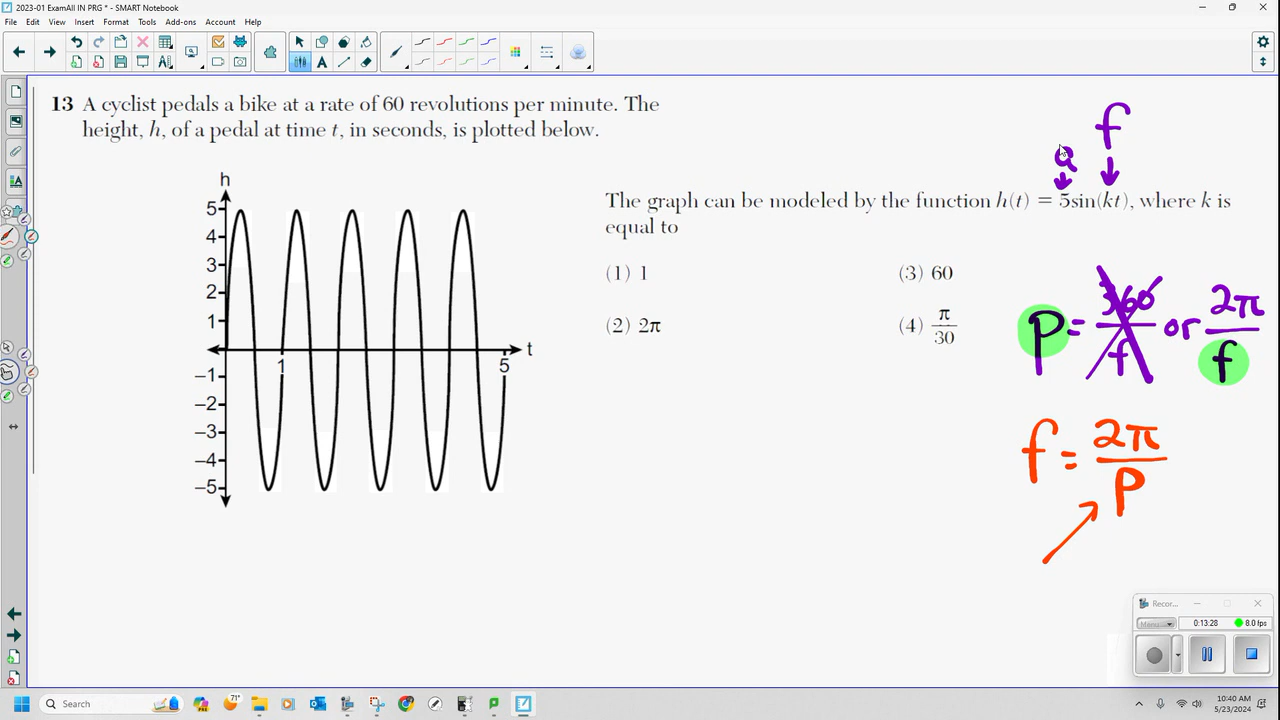 2023-01 ExamAll IN PRG * - SMART Notebook
File Edit View Insert Format Tools Add-ons Account Help
13 A cyclist pedals a bike at a rate of 60 revolutions per minute. The
height, h, of a pedal at time t, in seconds, is plotted below.
f
a
The graph can be modeled by the function h(t) = 5sin(kt), where k is
equal to
(1) 1
(3) 60
(2) 2π
(4) π/30
h
5
4
3
2
1
-1
-2
-3
-4
-5
1
5
t
P = 360/f or 2π/f
f = 2π/P
Recor...
Menu
0:13:28
8.0 fps
Search
71°
10:40 AM
5/23/2024